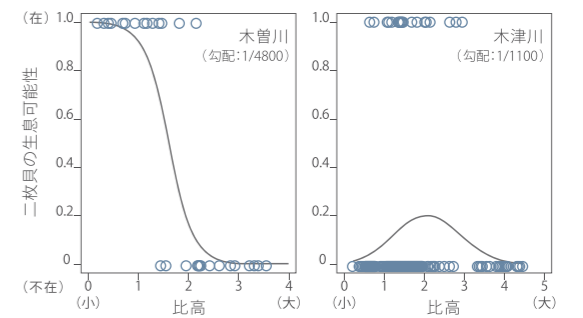 （在）
1.0
0.8
0.6
0.4
0.2
0
（不在）
二枚貝の生息可能性
木曽川
（勾配：1/4800）
0 1 2 3 4
（小） 比高 （大）
1.0
0.8
0.6
0.4
0.2
0
木津川
（勾配：1/1100）
0 1 2 3 4 5
（小） 比高 （大）